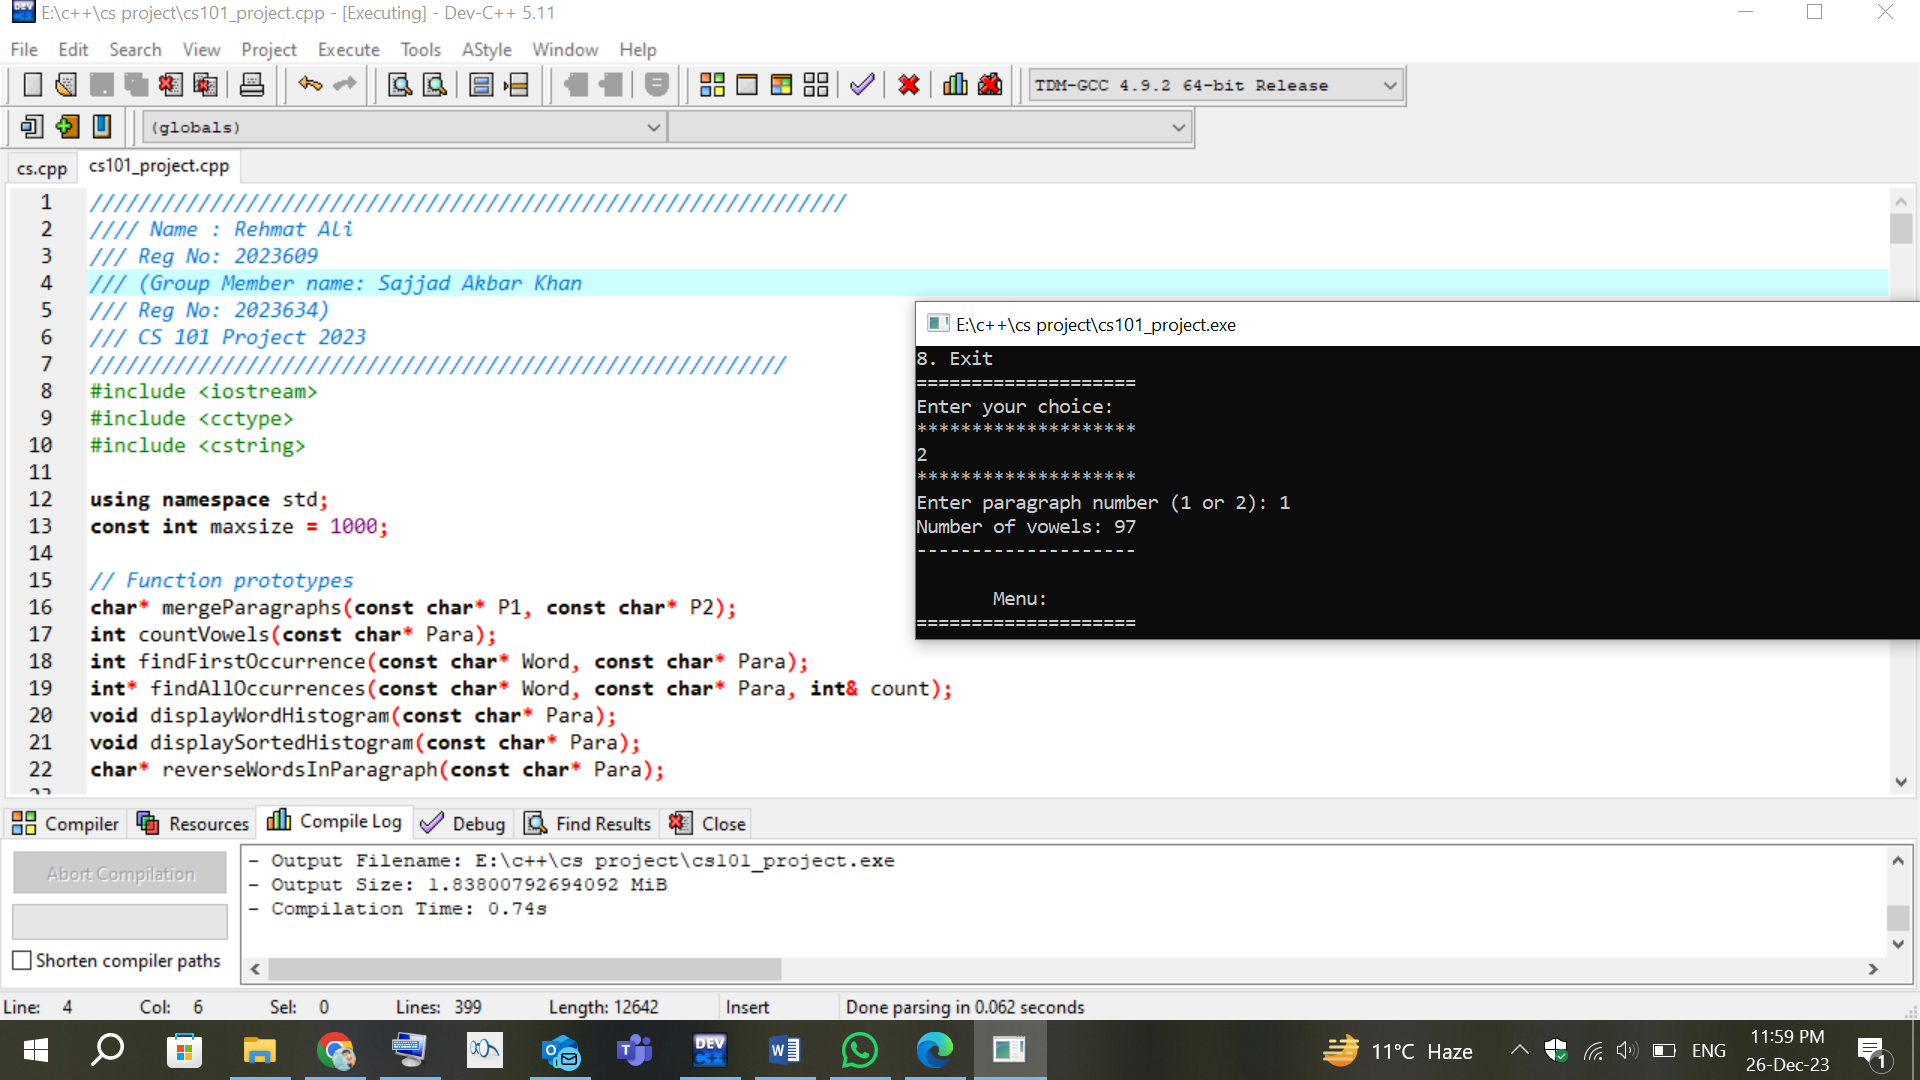 E:\c++\cs project\cs101_project.cpp - [Executing] - Dev-C++ 5.11
File Edit Search View Project Execute Tools AStyle Window Help
TDM-GCC 4.9.2 64-bit Release
(globals)
cs.cpp cs101_project.cpp
1 ///////////////////////////////////////////////////////////////
2 //// Name : Rehmat Ali
3 /// Reg No: 2023609
4 /// (Group Member name: Sajjad Akbar Khan
5 /// Reg No: 2023634)
6 /// CS 101 Project 2023
7 //////////////////////////////////////////////////////////
8 #include <iostream>
9 #include <cctype>
10 #include <cstring>
11
12 using namespace std;
13 const int maxsize = 1000;
14
15 // Function prototypes
16 char* mergeParagraphs(const char* P1, const char* P2);
17 int countVowels(const char* Para);
18 int findFirstOccurrence(const char* Word, const char* Para);
19 int* findAllOccurrences(const char* Word, const char* Para, int& count);
20 void displayWordHistogram(const char* Para);
21 void displaySortedHistogram(const char* Para);
22 char* reverseWordsInParagraph(const char* Para);
E:\c++\cs project\cs101_project.exe
8. Exit
====================
Enter your choice:
********************
2
********************
Enter paragraph number (1 or 2): 1
Number of vowels: 97
--------------------
Menu:
====================
Compiler Resources Compile Log Debug Find Results Close
Abort Compilation
Shorten compiler paths
- Output Filename: E:\c++\cs project\cs101_project.exe
- Output Size: 1.83800792694092 MiB
- Compilation Time: 0.74s
Line: 4 Col: 6 Sel: 0 Lines: 399 Length: 12642 Insert Done parsing in 0.062 seconds
DEV C++
11°C Haze
ENG
11:59 PM
26-Dec-23
1